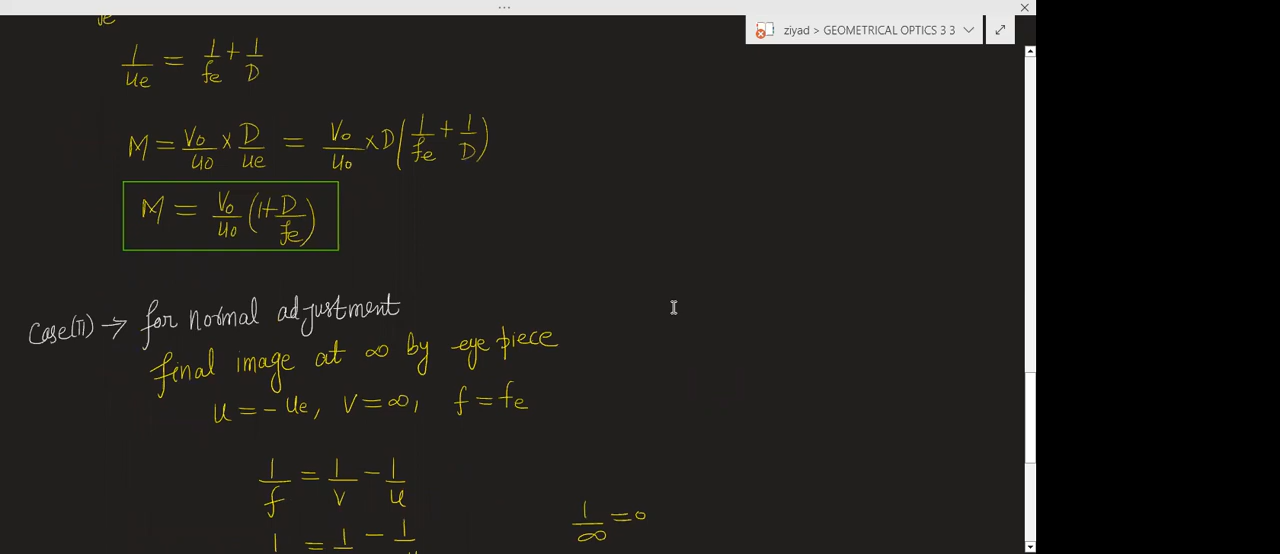 ziyad > GEOMETRICAL OPTICS 3 3
1/ue = 1/fe + 1/D
M = Vo/uo × D/ue = Vo/uo × D(1/fe + 1/D)
M = Vo/uo (1 + D/fe)
Case(II) → for normal adjustment
final image at ∞ by eye piece
u = - ue, V = ∞, f = fe
1/f = 1/v - 1/u
1/∞ = 0